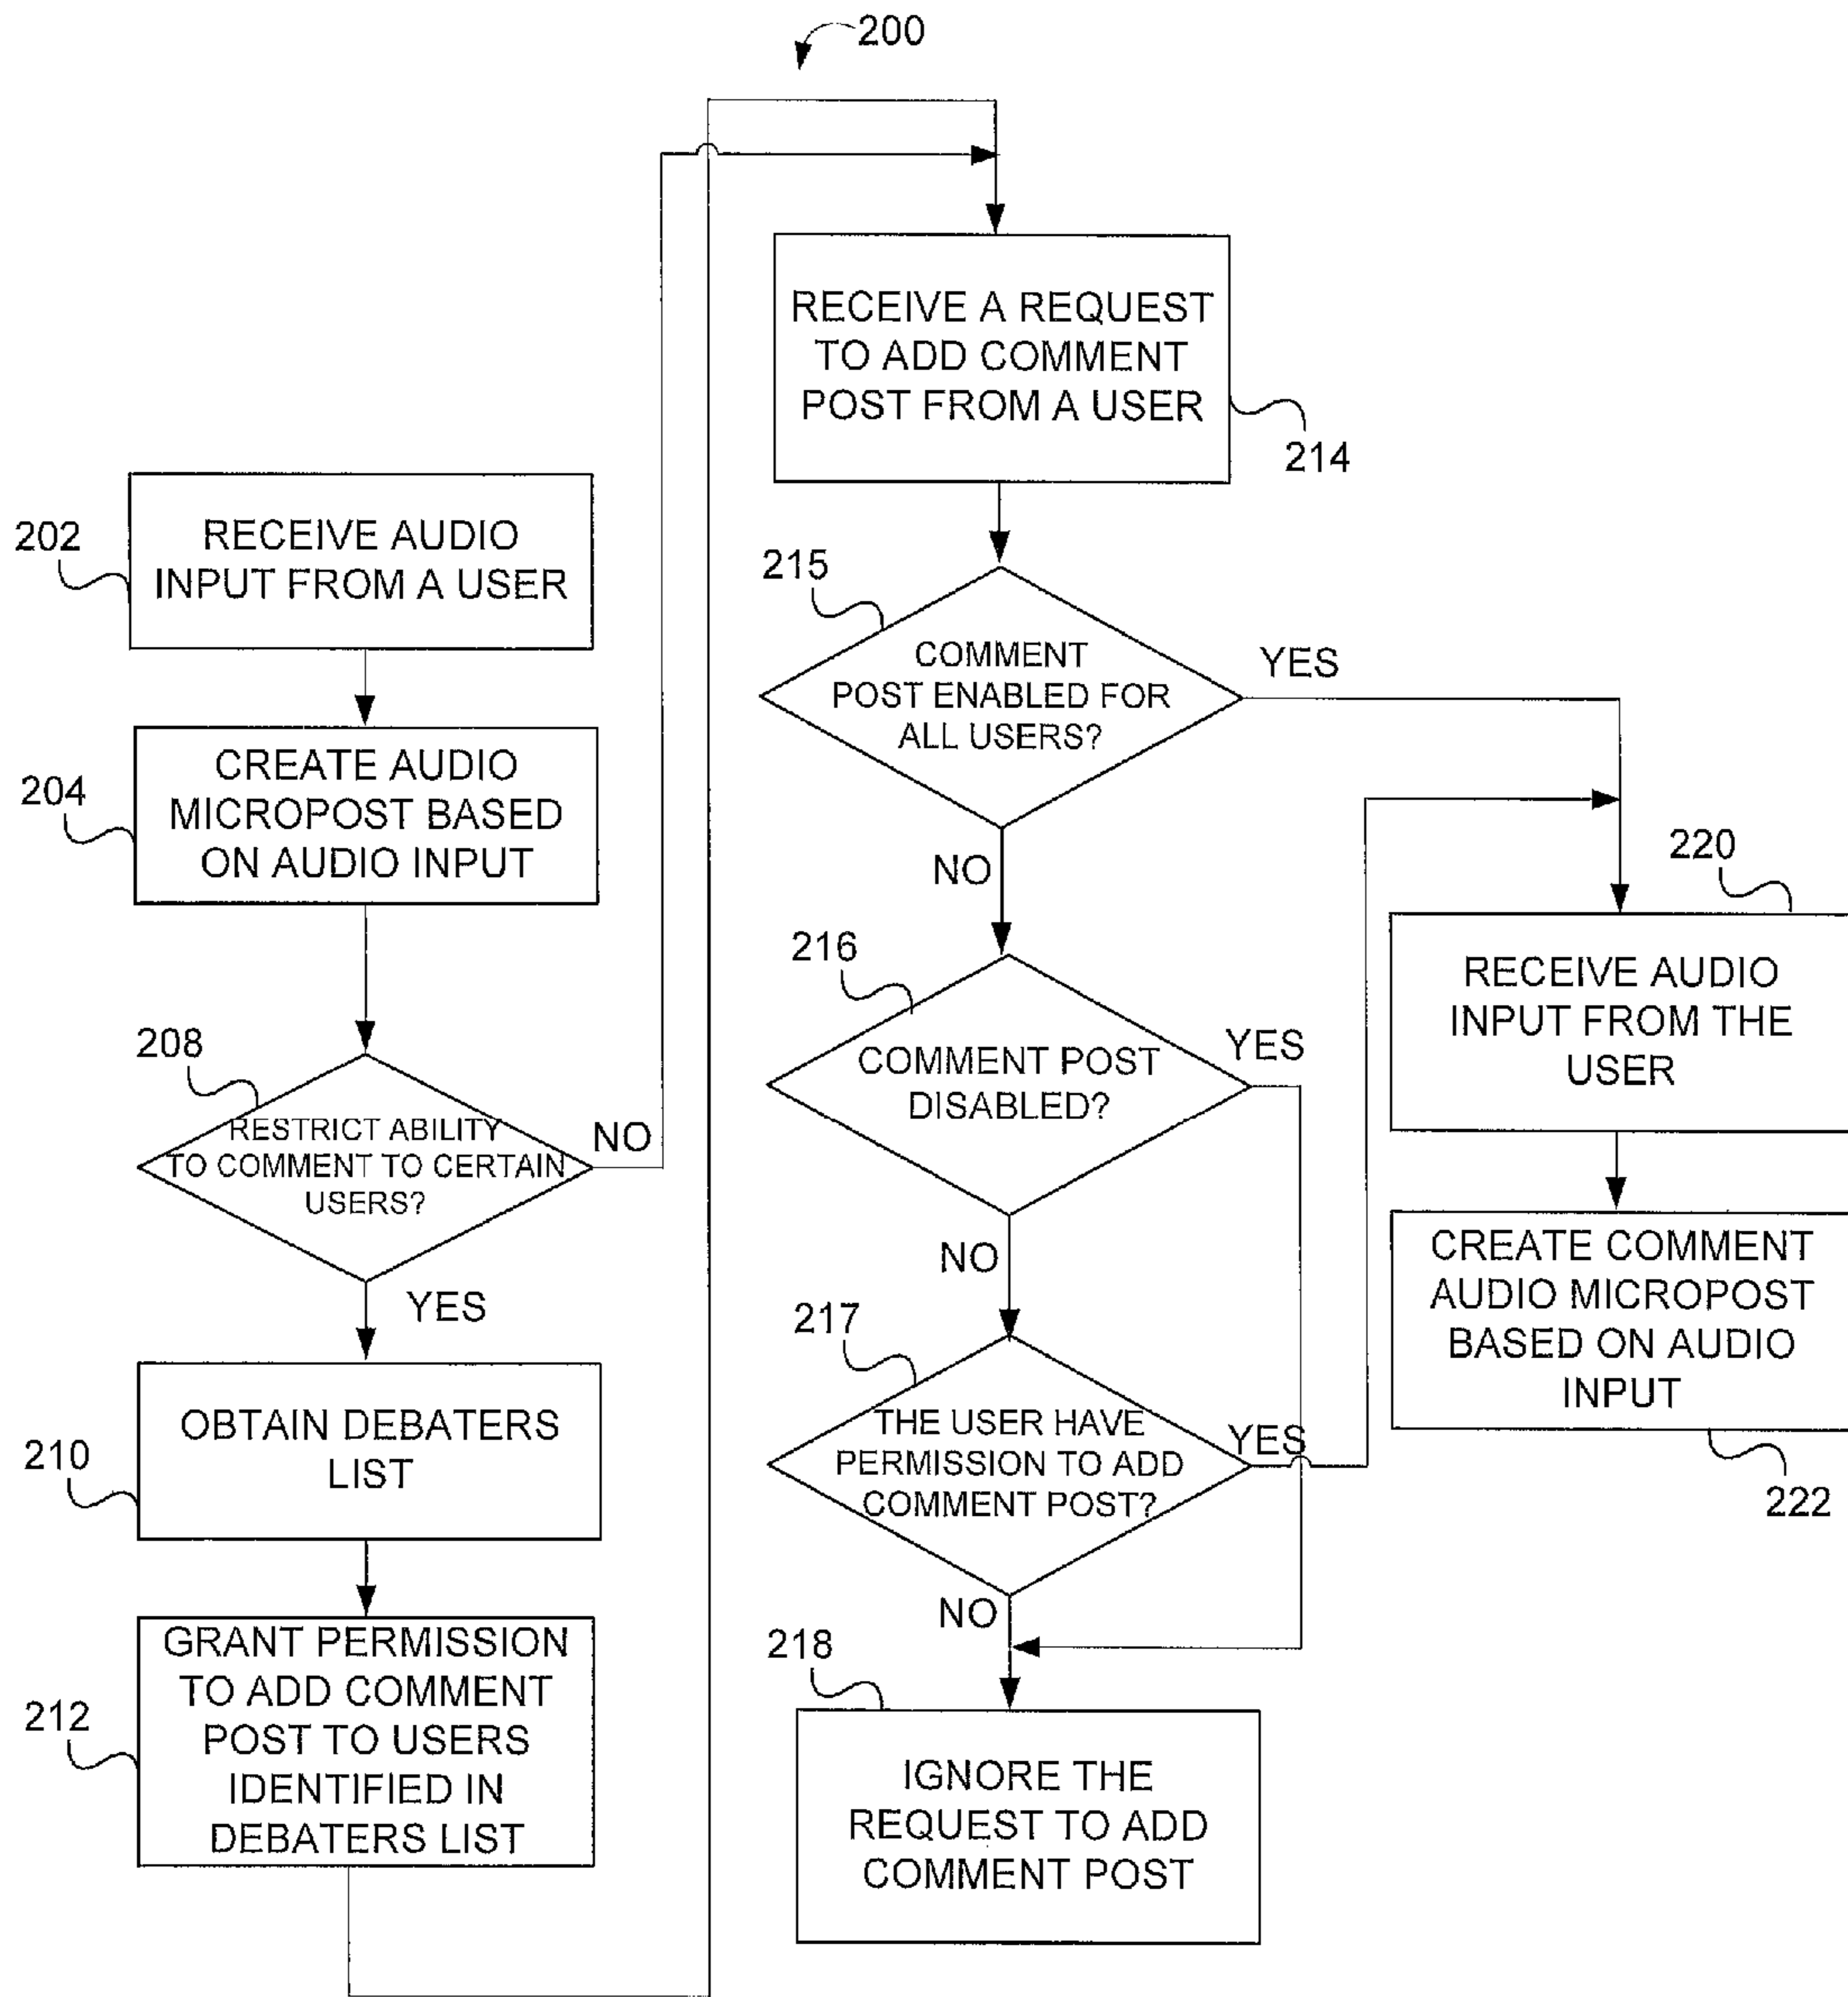 200
202
RECEIVE AUDIO
INPUT FROM A USER
204
CREATE AUDIO
MICROPOST BASED
ON AUDIO INPUT
208
RESTRICT ABILITY
TO COMMENT TO CERTAIN
USERS?
NO
YES
210
OBTAIN DEBATERS
LIST
212
GRANT PERMISSION
TO ADD COMMENT
POST TO USERS
IDENTIFIED IN
DEBATERS LIST
RECEIVE A REQUEST
TO ADD COMMENT
POST FROM A USER
214
215
COMMENT
POST ENABLED FOR
ALL USERS?
YES
NO
216
COMMENT POST
DISABLED?
YES
NO
217
THE USER HAVE
PERMISSION TO ADD
COMMENT POST?
YES
NO
218
IGNORE THE
REQUEST TO ADD
COMMENT POST
220
RECEIVE AUDIO
INPUT FROM THE
USER
CREATE COMMENT
AUDIO MICROPOST
BASED ON AUDIO
INPUT
222